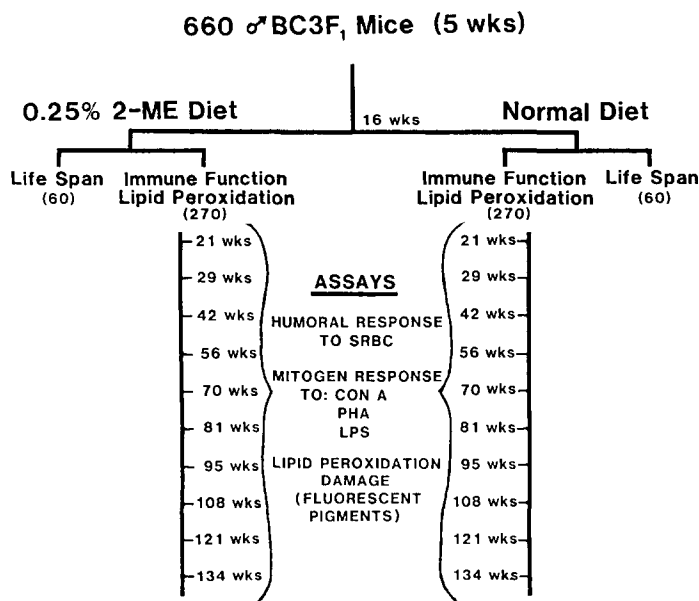 660 ♂ BC3F₁ Mice (5 wks)
0.25% 2-ME Diet
16 wks
Normal Diet
Life Span
(60)
Immune Function
Lipid Peroxidation
(270)
Immune Function
Lipid Peroxidation
(270)
Life Span
(60)
21 wks
29 wks
42 wks
56 wks
70 wks
81 wks
95 wks
108 wks
121 wks
134 wks
ASSAYS
HUMORAL RESPONSE
TO SRBC
MITOGEN RESPONSE
TO: CON A
PHA
LPS
LIPID PEROXIDATION
DAMAGE
(FLUORESCENT
PIGMENTS)
21 wks
29 wks
42 wks
56 wks
70 wks
81 wks
95 wks
108 wks
121 wks
134 wks